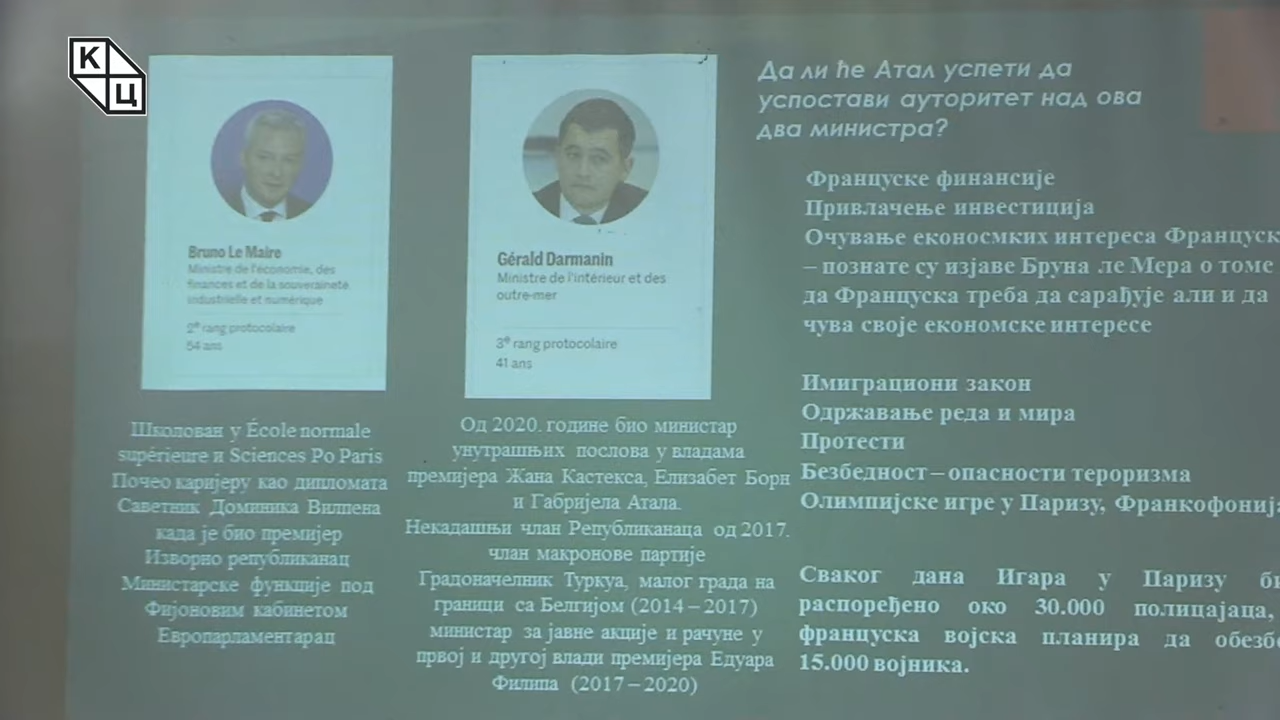 К
Ц
Bruno Le Maire
Ministre de l'économie, des
finances et de la souveraineté
industrielle et numérique
2e rang protocolaire
54 ans
Школован у École normale
supérieure и Sciences Po Paris
Почео каријеру као дипломата
Саветник Доминика Вилпена
када је био премијер
Изворно републиканац
Министарске функције под
Фијоновим кабинетом
Европарламентарац
Gérald Darmanin
Ministre de l'intérieur et des
outre-mer
3e rang protocolaire
41 ans
Од 2020. године био министар
унутрашњих послова у владама
премијера Жана Кастекса, Елизабет Борн
и Габријела Атала.
Некадашњи члан Републиканаца од 2017.
члан макронове партије
Градоначелник Туркуа, малог града на
граници са Белгијом (2014 – 2017)
министар за јавне акције и рачуне у
првој и другој влади премијера Едуара
Филипа (2017 – 2020)
Да ли ће Атал успети да
успостави ауторитет над ова
два министра?
Француске финансије
Привлачење инвестиција
Очување еконосмких интереса Француск
– познате су изјаве Бруна ле Мера о томе
да Француска треба да сарађује али и да
чува своје економске интересе
Имиграциони закон
Одржавање реда и мира
Протести
Безбедност – опасности тероризма
Олимпијске игре у Паризу, Франкофониј
Сваког дана Игара у Паризу би
распоређено око 30.000 полицајаца,
француска војска планира да обезб
15.000 војника.